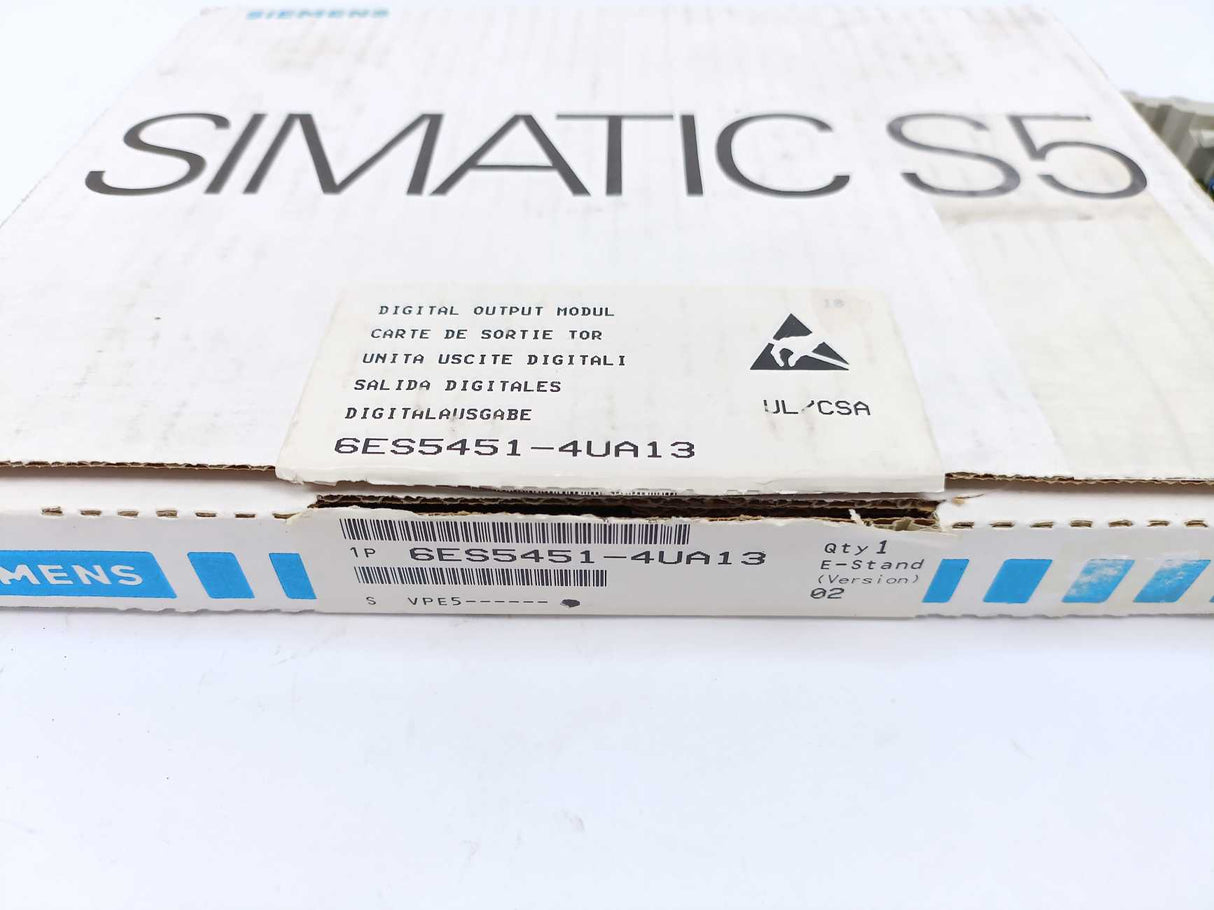 SIEMENS
SIMATIC S5
DIGITAL OUTPUT MODUL
CARTE DE SORTIE TOR
UNITA USCITE DIGITALI
SALIDA DIGITALES
DIGITALAUSGABE
6ES5451-4UA13
10
UL/CSA
MENS
1P 6ES5451-4UA13
S VPE5------
Qty 1
E-Stand
(Version)
02